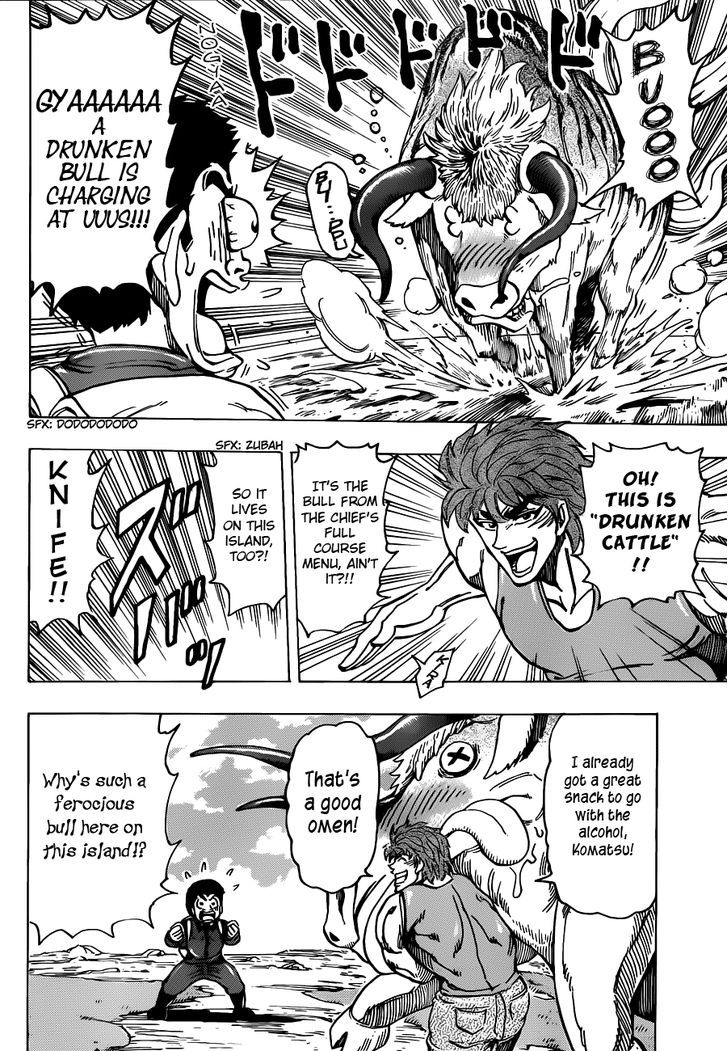 BUOOO
ドドドドド
NOGYAA
GYAAAAAA
A
DRUNKEN
BULL IS
CHARGING
AT UUUS!!!
BU...BBU
SFX: DODODODODO
OH!
THIS IS
"DRUNKEN
CATTLE"
!!
IT'S THE
BULL FROM
THE CHIEF'S
FULL
COURSE
MENU, AIN'T
IT?!!
KIRA
SFX: ZUBAH
SO IT
LIVES
ON THIS
ISLAND,
TOO?!
ズバッ
KNIFE!!
I already
got a great
snack to go
with the
alcohol,
Komatsu!
That's
a good
omen!
Why's such a
ferocious
bull here on
this island!?